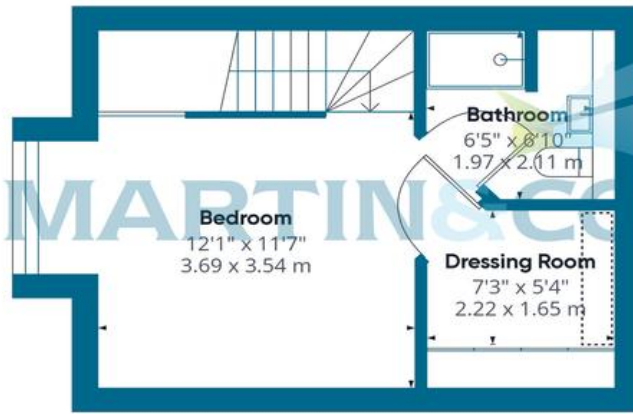 Bathroom
6'5" x 6'10"
1.97 x 2.11 m
MARTIN&CO
Bedroom
12'1" x 11'7"
3.69 x 3.54 m
Dressing Room
7'3" x 5'4"
2.22 x 1.65 m